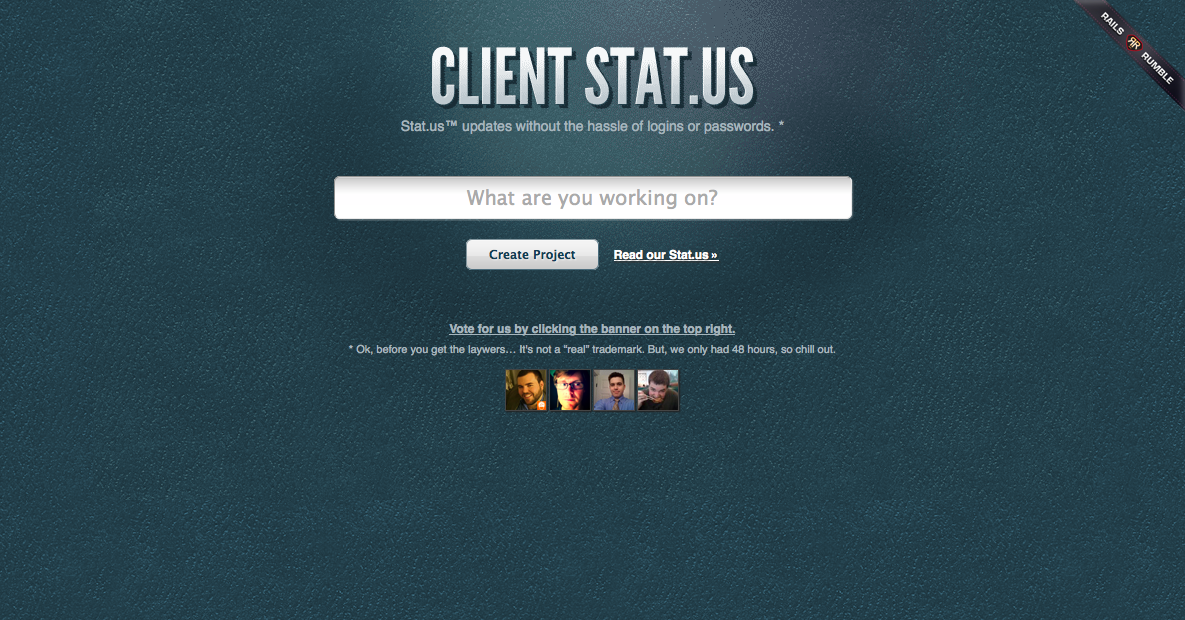 RAILS RR RUMBLE
CLIENT STAT.US
Stat.us™ updates without the hassle of logins or passwords. *
What are you working on?
Create Project
Read our Stat.us »
Vote for us by clicking the banner on the top right.
* Ok, before you get the laywers... It's not a "real" trademark. But, we only had 48 hours, so chill out.